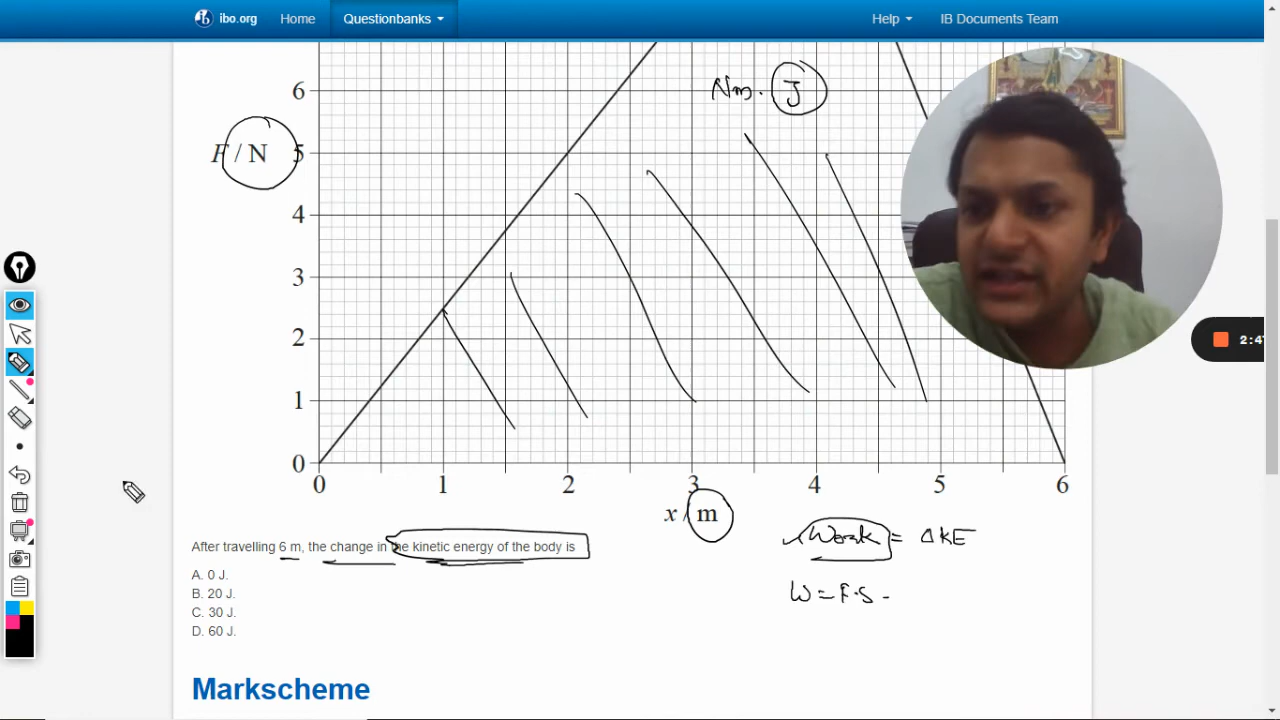 ibo.org Home Questionbanks Help IB Documents Team
6
Nm. J
F / N
5
4
3
2
1
0
0 1 2 3 4 5 6
x / m
Work = ΔKE
After travelling 6 m, the change in the kinetic energy of the body is
A. 0 J.
B. 20 J.
W = F.S -
C. 30 J.
D. 60 J.
Markscheme